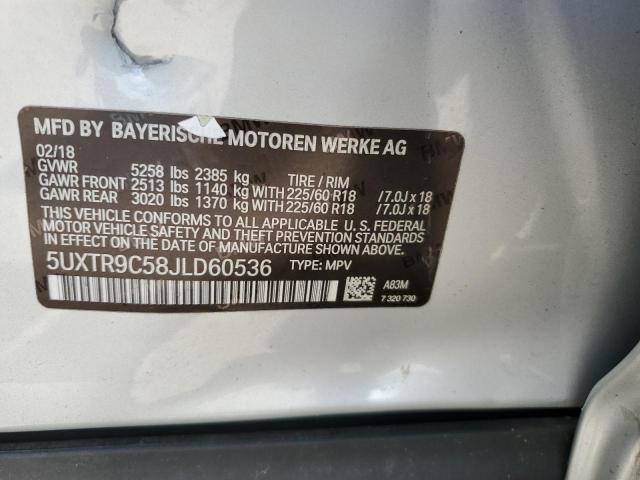 MFD BY BAYERISCHE MOTOREN WERKE AG
02/18
GVWR 5258 lbs 2385 kg TIRE / RIM
GAWR FRONT 2513 lbs 1140 kg WITH 225/60 R18 /7.0J x 18
GAWR REAR 3020 lbs 1370 kg WITH 225/60 R18 /7.0J x 18
THIS VEHICLE CONFORMS TO ALL APPLICABLE U.S. FEDERAL
MOTOR VEHICLE SAFETY AND THEFT PREVENTION STANDARDS
IN EFFECT ON THE DATE OF MANUFACTURE SHOWN ABOVE.
5UXTR9C58JLD60536 TYPE: MPV
A83M
7 320 730